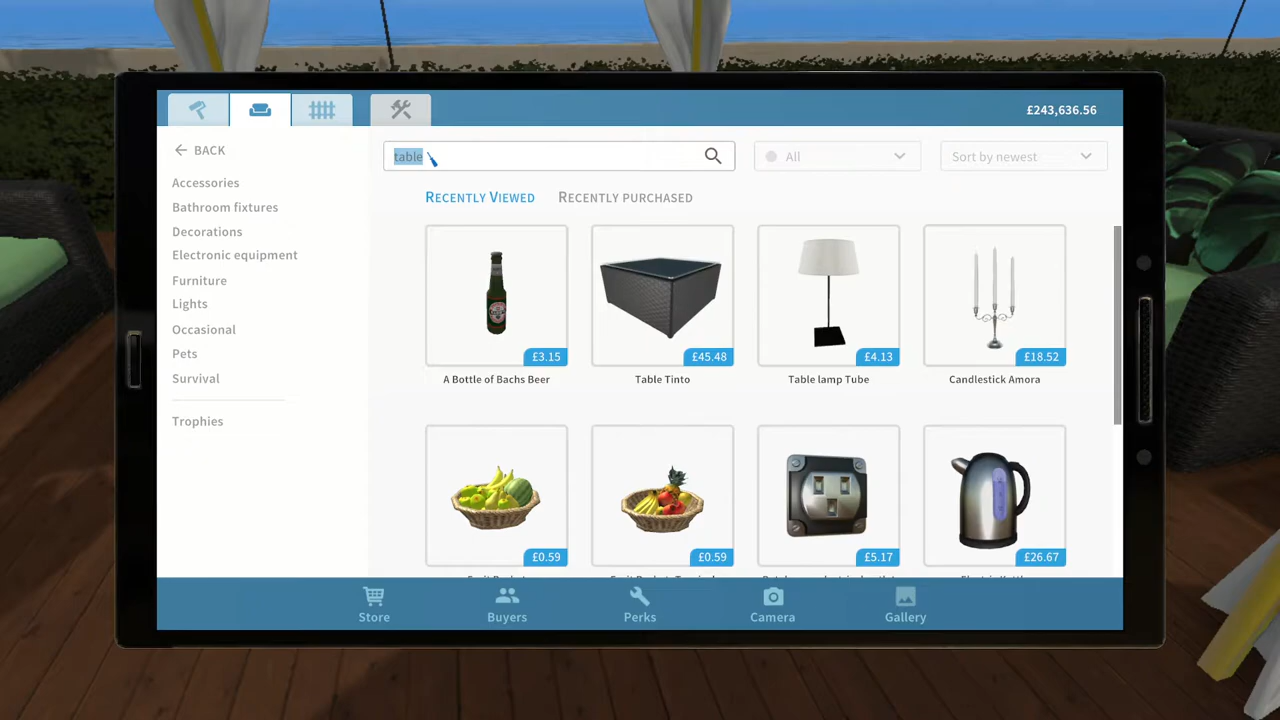 £243,636.56
BACK
table
All
Sort by newest
Accessories
Bathroom fixtures
Decorations
Electronic equipment
Furniture
Lights
Occasional
Pets
Survival
Trophies
RECENTLY VIEWED
RECENTLY PURCHASED
£3.15
£45.48
£4.13
£18.52
A Bottle of Bachs Beer
Table Tinto
Table lamp Tube
Candlestick Amora
£0.59
£0.59
£5.17
£26.67
Store
Buyers
Perks
Camera
Gallery